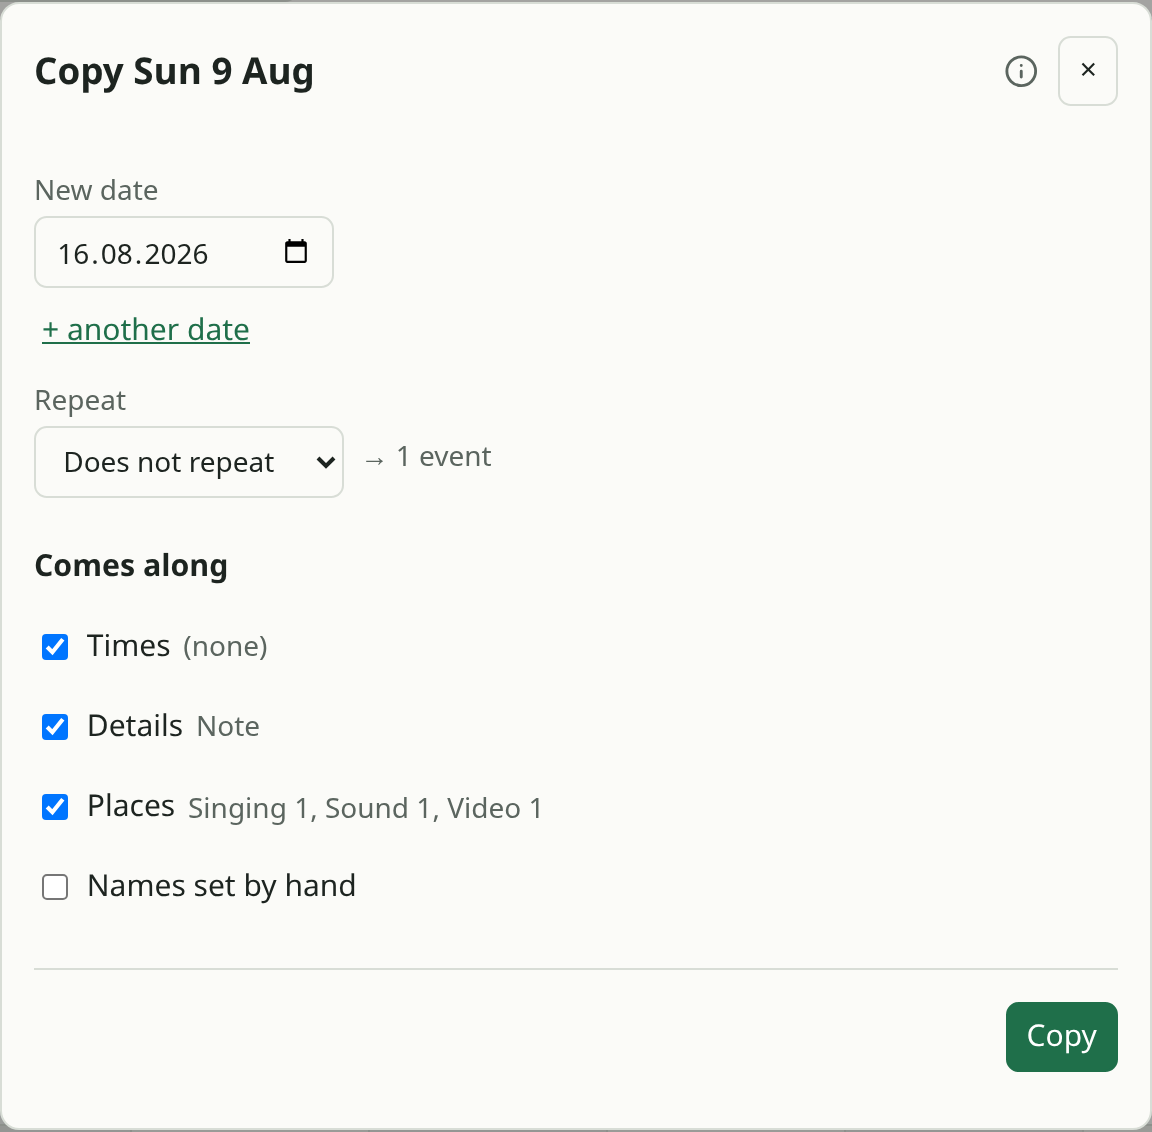 Copy Sun 9 Aug
×
New date
16.08.2026
+ another date
Repeat
Does not repeat → 1 event
Comes along
Times (none)
Details Note
Places Singing 1, Sound 1, Video 1
Names set by hand
Copy